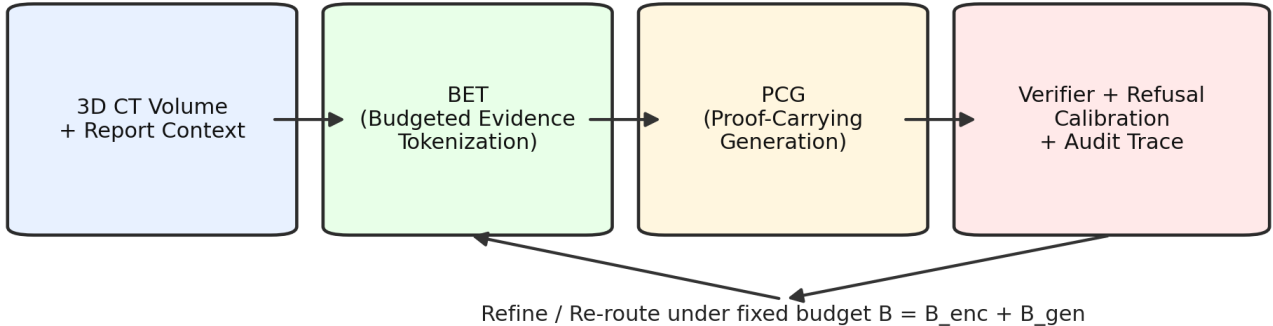 3D CT Volume
+ Report Context
BET
(Budgeted Evidence
Tokenization)
PCG
(Proof-Carrying
Generation)
Verifier + Refusal
Calibration
+ Audit Trace
Refine / Re-route under fixed budget B = B_enc + B_gen